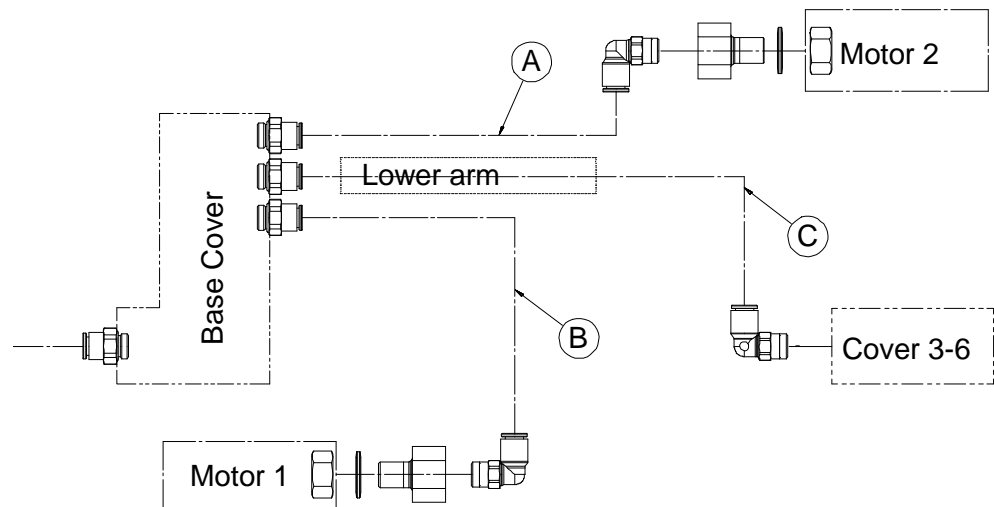 Motor 2
A
Lower arm
C
Base Cover
B
Cover 3-6
Motor 1